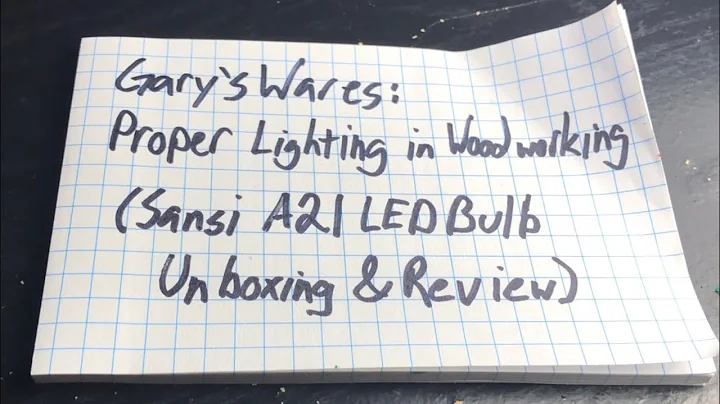 Gary's Wares:
Proper Lighting in Woodworking
(Sansi A21 LED Bulb
Unboxing & Review)